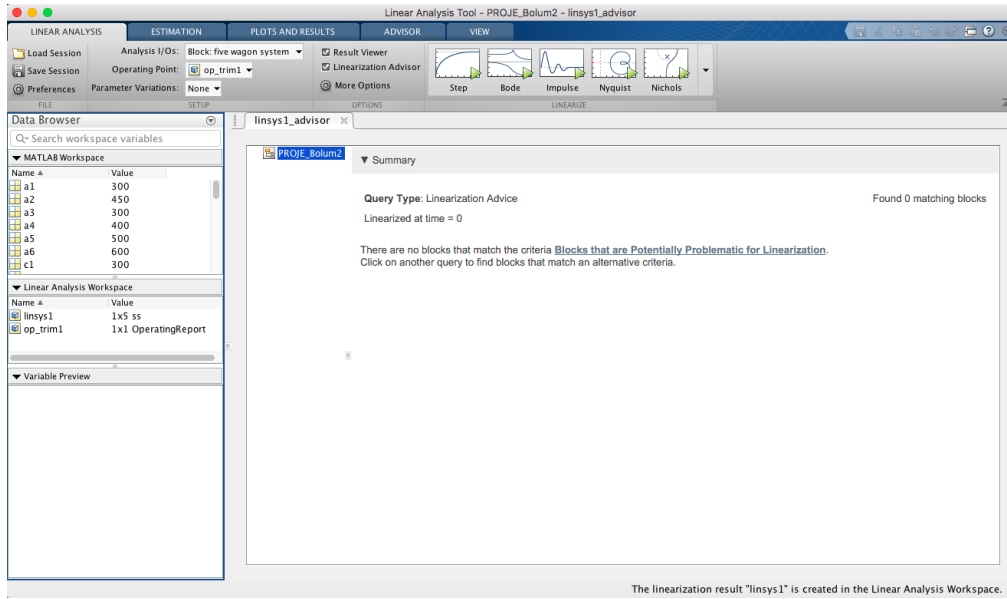 Linear Analysis Tool - PROJE_Bolum2 - linsys1_advisor
LINEAR ANALYSIS ESTIMATION PLOTS AND RESULTS ADVISOR VIEW
Load Session
Save Session
Preferences
FILE
Analysis I/Os: Block: five wagon system
Operating Point: op_trim1
Parameter Variations: None
SETUP
Result Viewer
Linearization Advisor
More Options
OPTIONS
Step Bode Impulse Nyquist Nichols
LINEARIZE
Data Browser
Search workspace variables
MATLAB Workspace
Name Value
a1 300
a2 450
a3 300
a4 400
a5 500
a6 600
c1 300
Linear Analysis Workspace
Name Value
linsys1 1x5 ss
op_trim1 1x1 OperatingReport
Variable Preview
linsys1_advisor
PROJE_Bolum2
Summary
Query Type: Linearization Advice Found 0 matching blocks
Linearized at time = 0
There are no blocks that match the criteria Blocks that are Potentially Problematic for Linearization.
Click on another query to find blocks that match an alternative criteria.
The linearization result "linsys1" is created in the Linear Analysis Workspace.